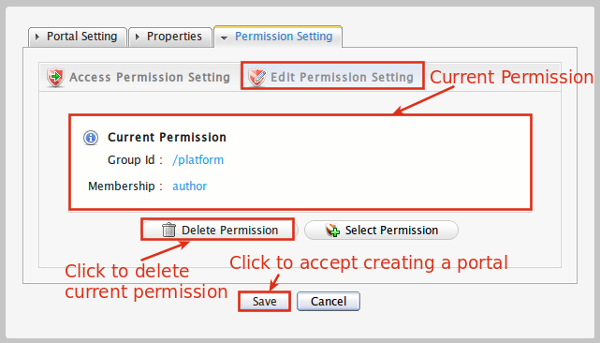 Portal Setting Properties Permission Setting
Access Permission Setting Edit Permission Setting Current Permission
Current Permission
Group Id : /platform
Membership : author
Delete Permission Select Permission
Click to delete
current permission
Click to accept creating a portal
Save Cancel